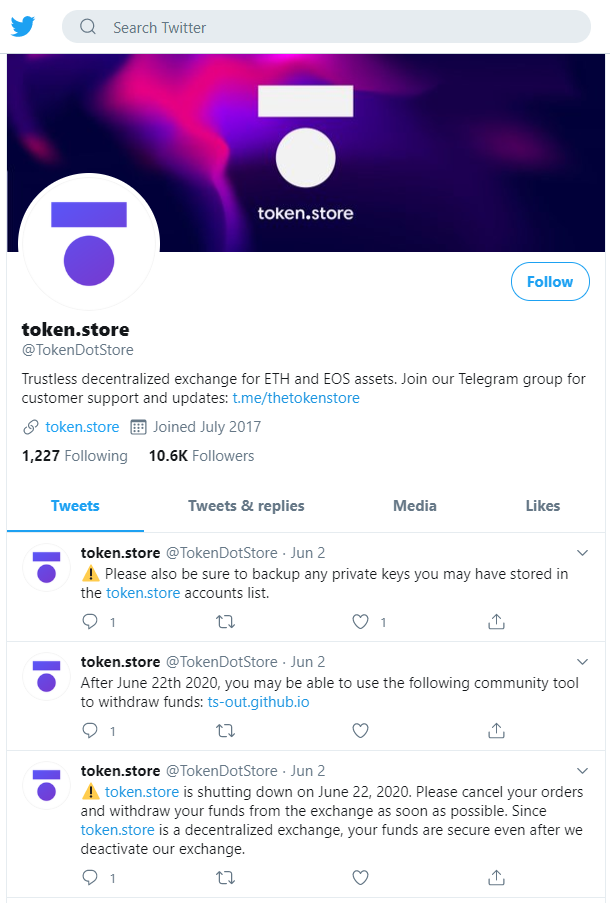 Search Twitter
token.store
Follow
token.store
@TokenDotStore
Trustless decentralized exchange for ETH and EOS assets. Join our Telegram group for
customer support and updates: t.me/thetokenstore
token.store Joined July 2017
1,227 Following 10.6K Followers
Tweets Tweets & replies Media Likes
token.store @TokenDotStore · Jun 2
⚠️ Please also be sure to backup any private keys you may have stored in
the token.store accounts list.
1 1
token.store @TokenDotStore · Jun 2
After June 22th 2020, you may be able to use the following community tool
to withdraw funds: ts-out.github.io
1
token.store @TokenDotStore · Jun 2
⚠️ token.store is shutting down on June 22, 2020. Please cancel your orders
and withdraw your funds from the exchange as soon as possible. Since
token.store is a decentralized exchange, your funds are secure even after we
deactivate our exchange.
1